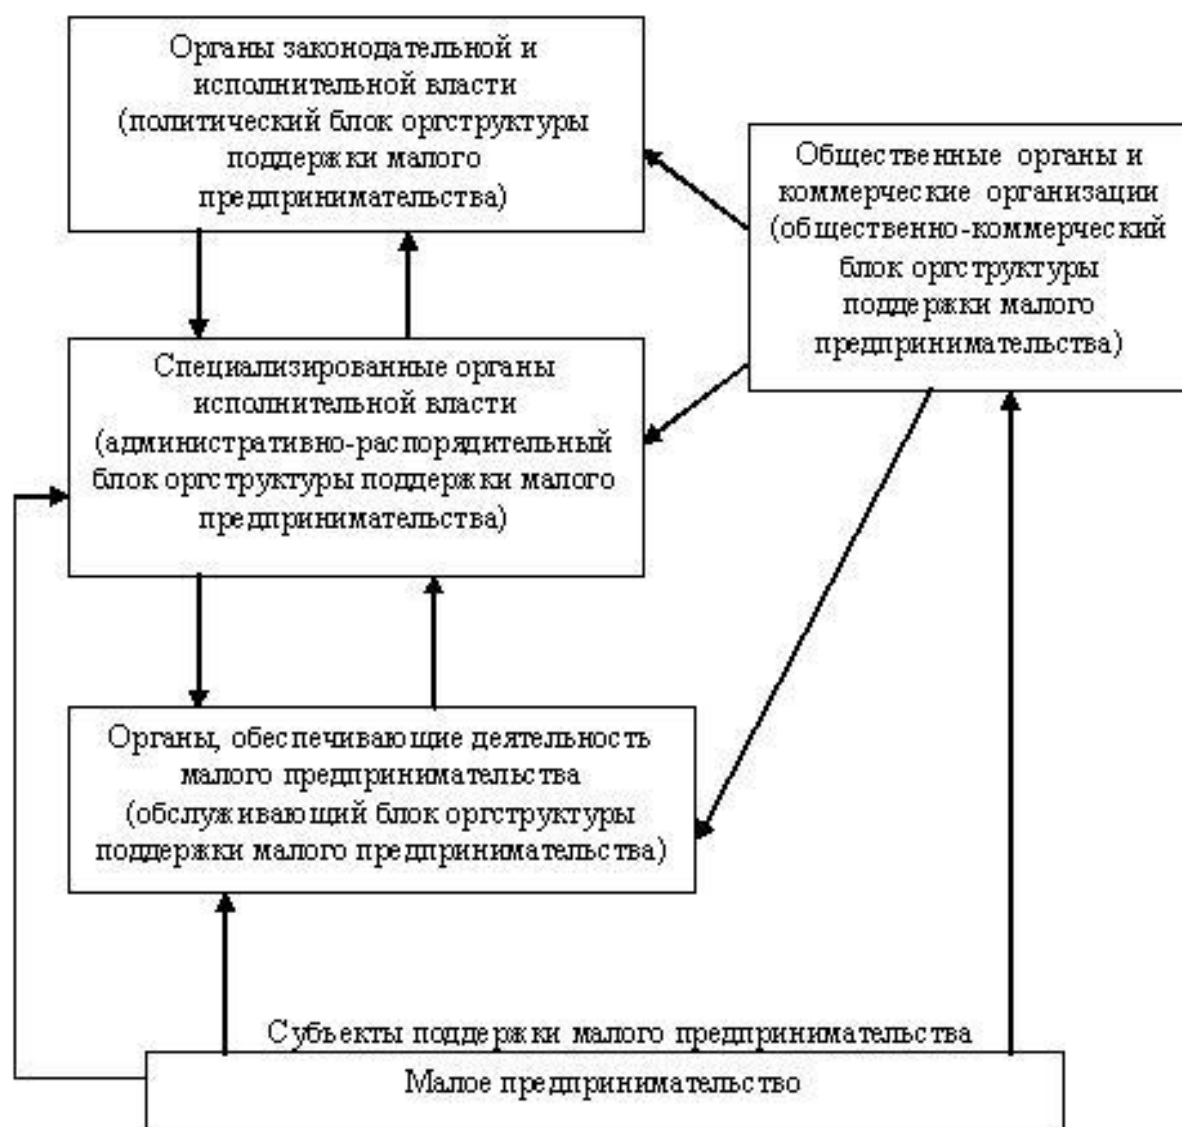 Органы законодательной и
исполнительной власти
(политический блок оргструктуры
поддержки малого
предпринимательства)
Общественные органы и
коммерческие организации
(общественно-коммерческий
блок оргструктуры
поддержки малого
предпринимательства)
Специализированные органы
исполнительной власти
(административно-распорядительный
блок оргструктуры поддержки малого
предпринимательства)
Органы, обеспечивающие деятельность
малого предпринимательства
(обслуживающий блок оргструктуры
поддержки малого предпринимательства)
Субъекты поддержки малого предпринимательства
Малое предпринимательство